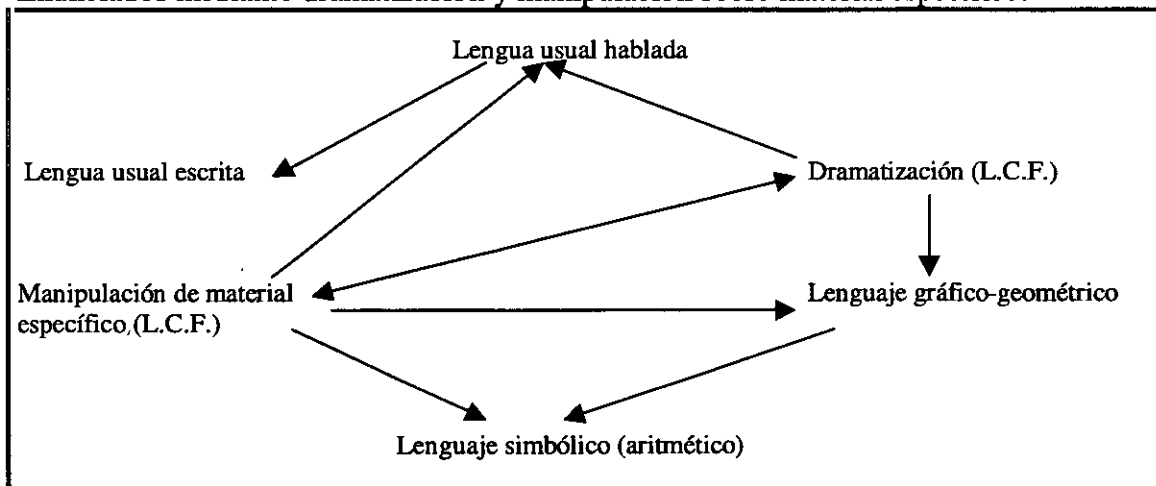 Lengua usual hablada
Lengua usual escrita
Dramatización (L.C.F.)
Manipulación de material
específico,(L.C.F.)
Lenguaje gráfico-geométrico
Lenguaje simbólico (aritmético)